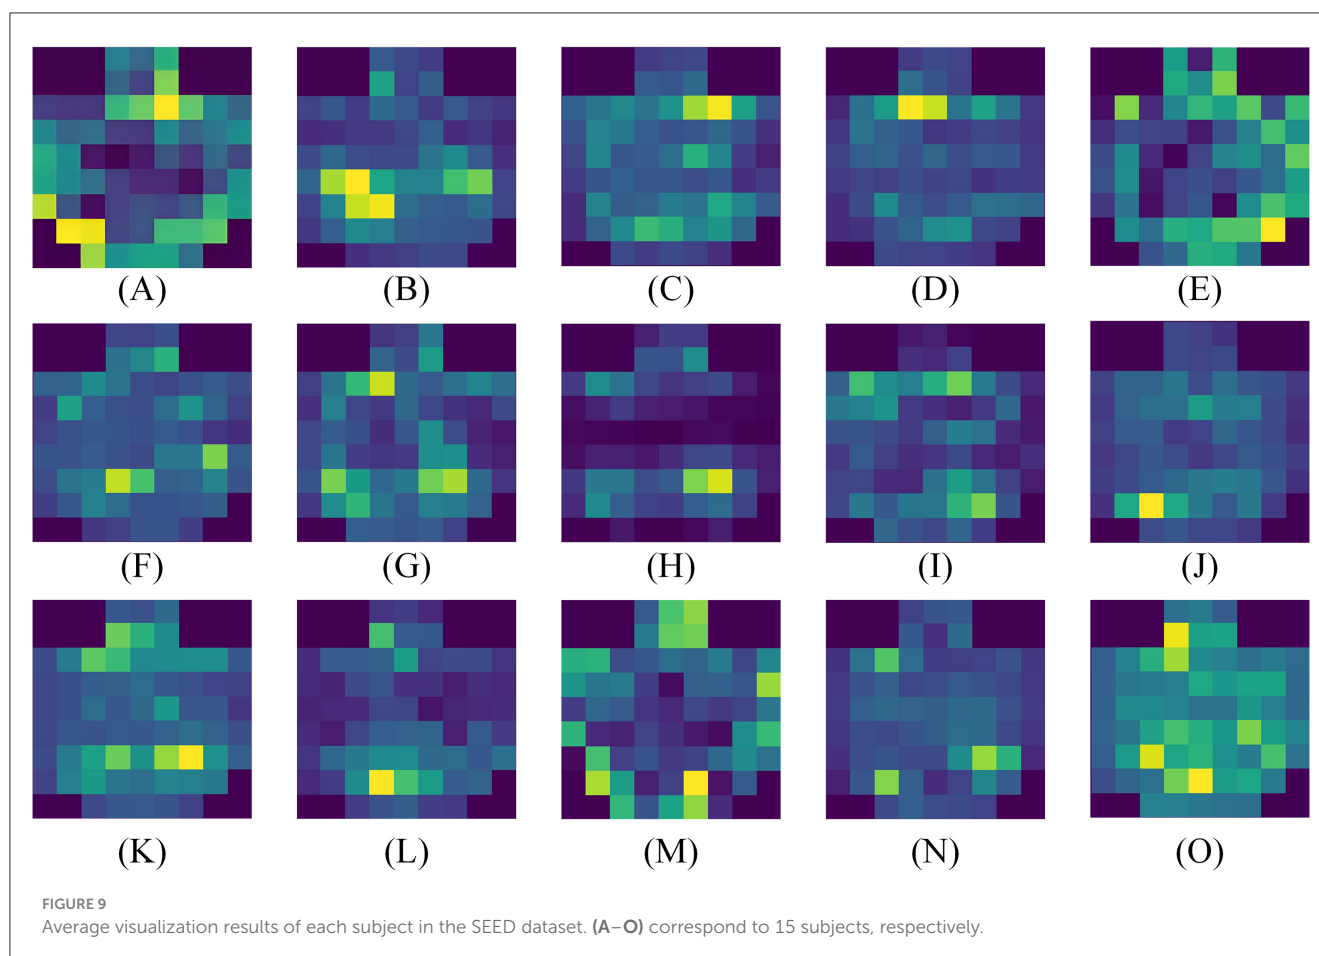 (A) (B) (C) (D) (E)
(F) (G) (H) (I) (J)
(K) (L) (M) (N) (O)
FIGURE 9
Average visualization results of each subject in the SEED dataset. (A–O) correspond to 15 subjects, respectively.